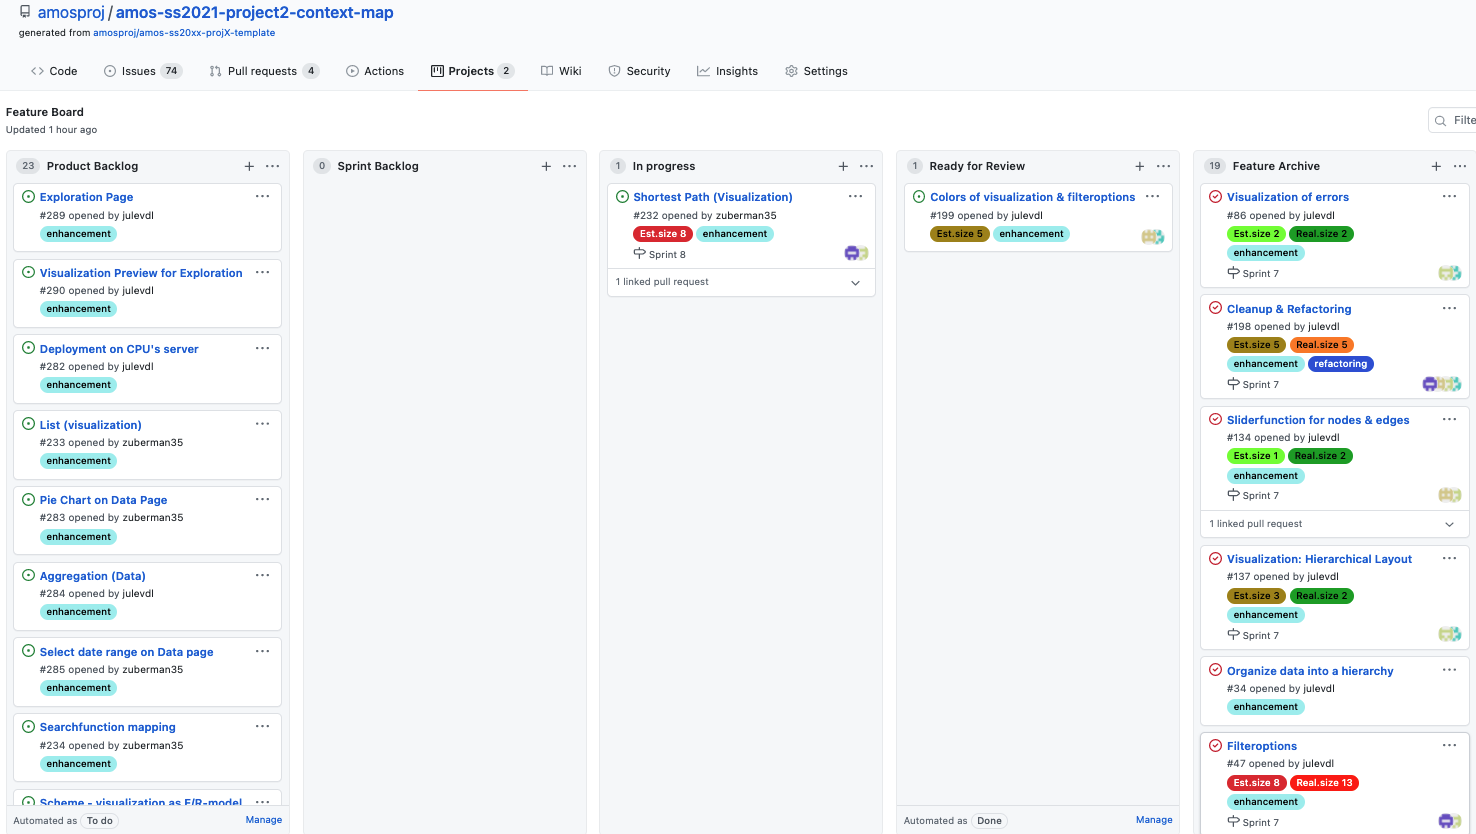 amosproj / amos-ss2021-project2-context-map
generated from amosproj/amos-ss20xx-projX-template
Code
Issues 74
Pull requests 4
Actions
Projects 2
Wiki
Security
Insights
Settings
Feature Board
Updated 1 hour ago
Filte
23 Product Backlog
Exploration Page
#289 opened by julevdl
enhancement
Visualization Preview for Exploration
#290 opened by julevdl
enhancement
Deployment on CPU's server
#282 opened by julevdl
enhancement
List (visualization)
#233 opened by zuberman35
enhancement
Pie Chart on Data Page
#283 opened by zuberman35
enhancement
Aggregation (Data)
#284 opened by julevdl
enhancement
Select date range on Data page
#285 opened by zuberman35
enhancement
Searchfunction mapping
#234 opened by zuberman35
enhancement
Scheme - visualization as E/R-model
Automated as To do
Manage
0 Sprint Backlog
1 In progress
Shortest Path (Visualization)
#232 opened by zuberman35
Est.size 8 enhancement
Sprint 8
1 linked pull request
1 Ready for Review
Colors of visualization & filteroptions
#199 opened by julevdl
Est.size 5 enhancement
Automated as Done
Manage
19 Feature Archive
Visualization of errors
#86 opened by julevdl
Est.size 2 Real.size 2
enhancement
Sprint 7
Cleanup & Refactoring
#198 opened by julevdl
Est.size 5 Real.size 5
enhancement refactoring
Sprint 7
Sliderfunction for nodes & edges
#134 opened by julevdl
Est.size 1 Real.size 2
enhancement
Sprint 7
1 linked pull request
Visualization: Hierarchical Layout
#137 opened by julevdl
Est.size 3 Real.size 2
enhancement
Sprint 7
Organize data into a hierarchy
#34 opened by julevdl
enhancement
Filteroptions
#47 opened by julevdl
Est.size 8 Real.size 13
enhancement
Sprint 7